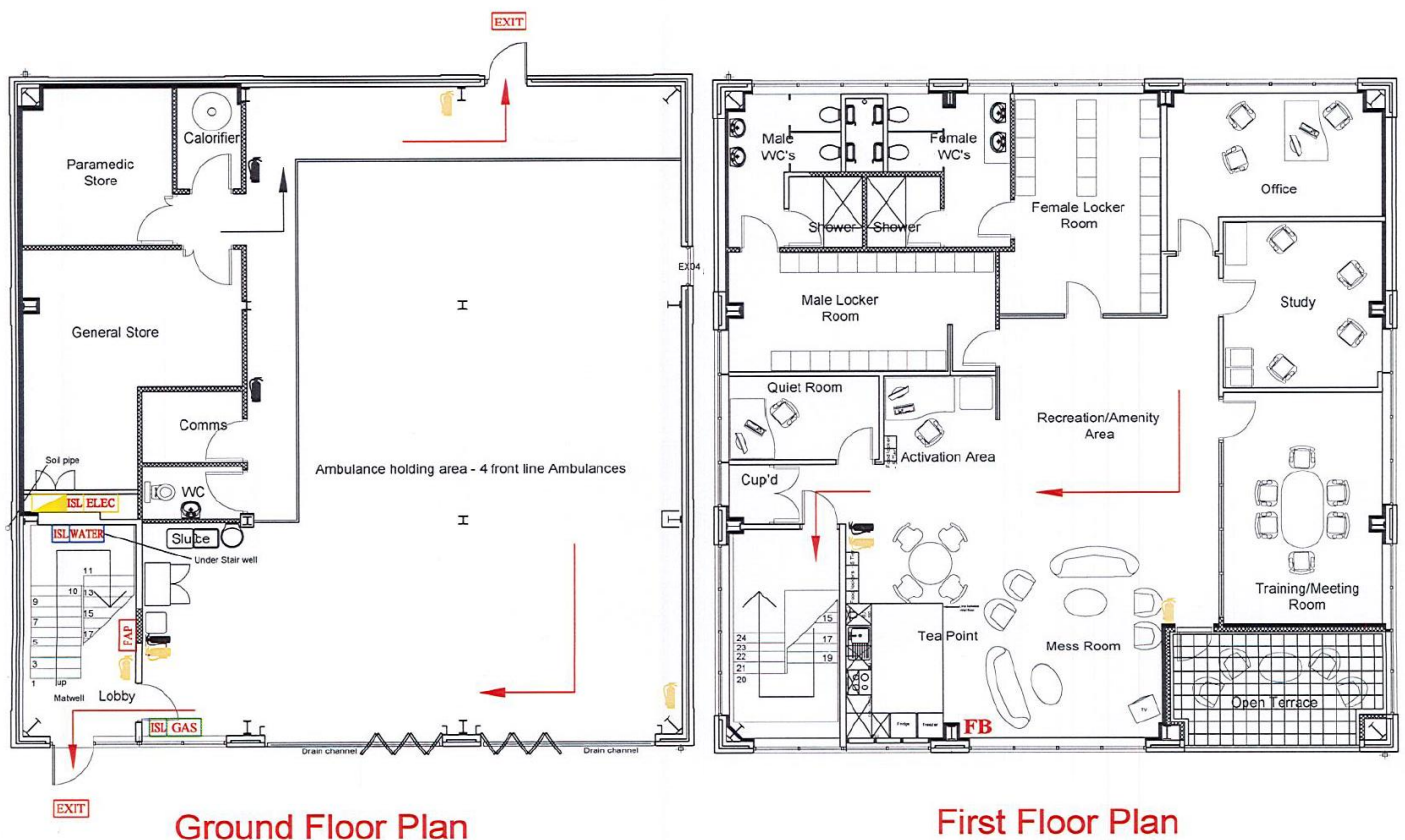 EXIT
Calorifier
Paramedic
Store
General Store
EX04
Comms
Ambulance holding area - 4 front line Ambulances
Soil pipe
WC
ISL ELEC
ISL WATER
Sluice
Under Stair well
11
10
13
9
15
7
17
5
3
1
up
FAP
Matwell
Lobby
ISL GAS
Drain channel
Drain channel
EXIT
Ground Floor Plan
Male
WC's
Female
WC's
Shower
Shower
Female Locker
Room
Office
Study
Male Locker
Room
Quiet Room
Recreation/Amenity
Area
Activation Area
Cup'd
Training/Meeting
Room
Tea Point
Mess Room
15
17
19
24
23
22
21
20
Open Terrace
TV
Fridge
Freezer
FB
First Floor Plan